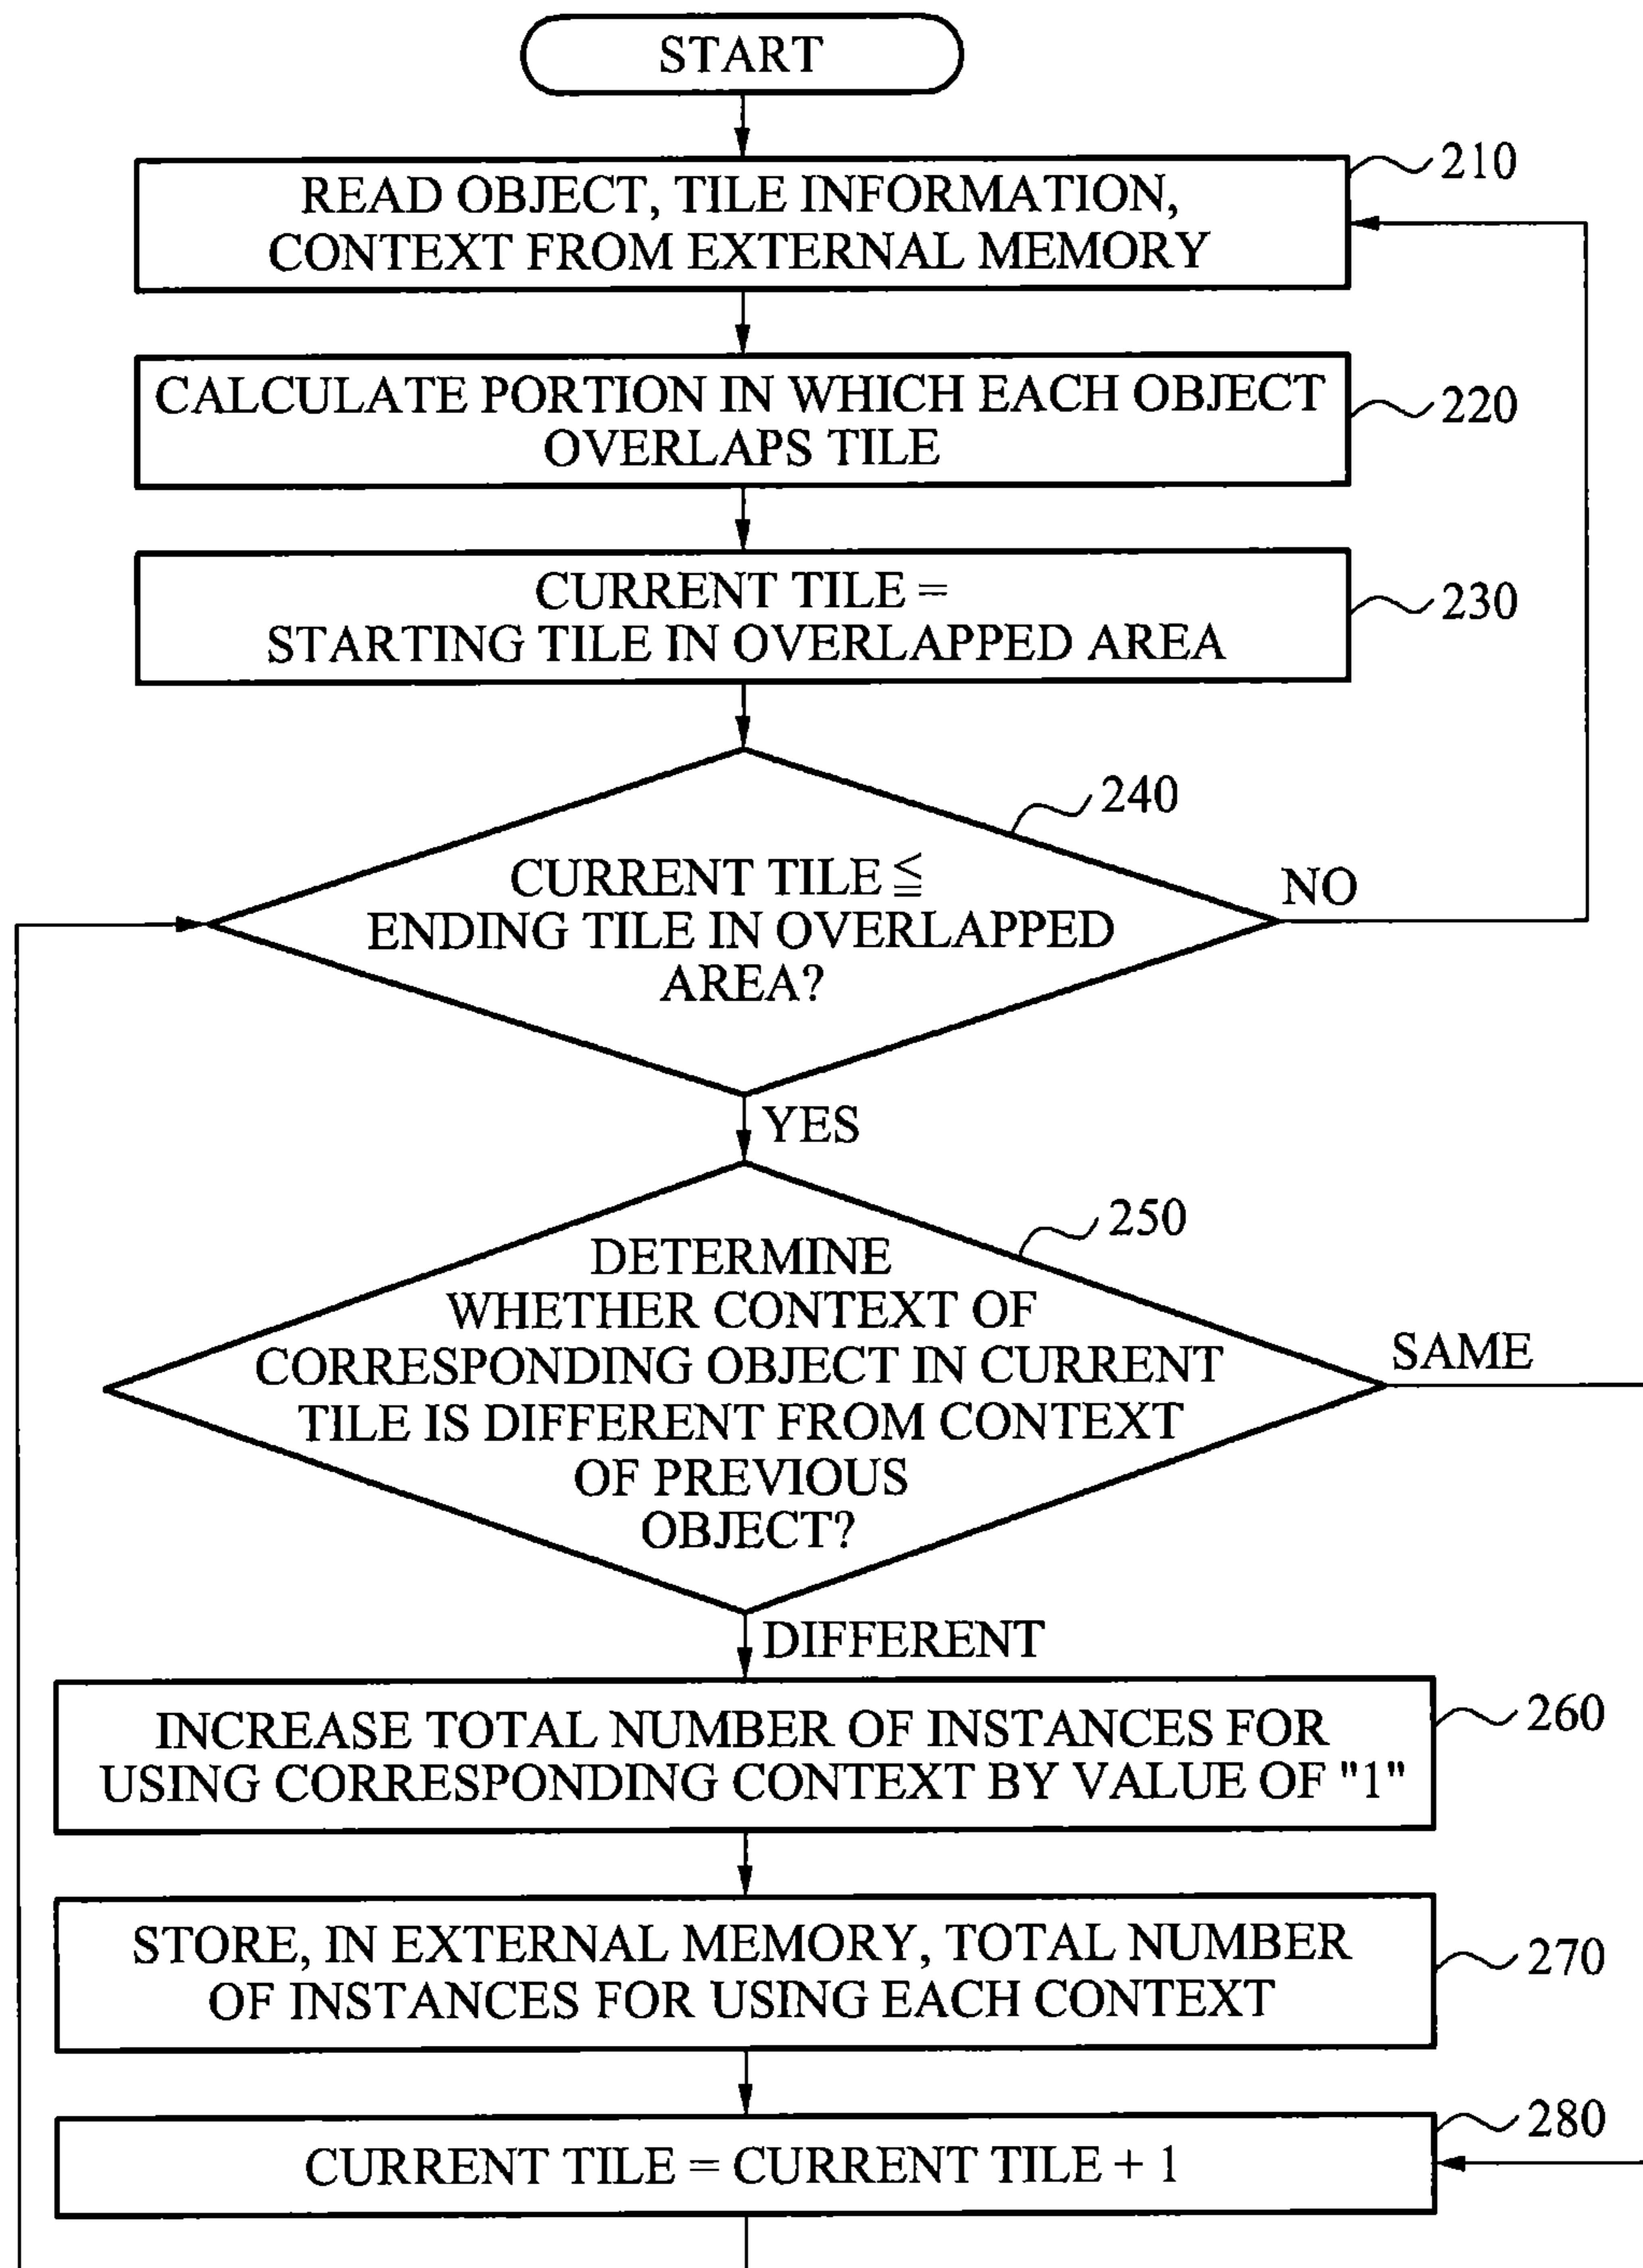 START
READ OBJECT, TILE INFORMATION,
CONTEXT FROM EXTERNAL MEMORY
210
CALCULATE PORTION IN WHICH EACH OBJECT
OVERLAPS TILE
220
CURRENT TILE =
STARTING TILE IN OVERLAPPED AREA
230
240
CURRENT TILE ≦
ENDING TILE IN OVERLAPPED
AREA?
NO
YES
250
DETERMINE
WHETHER CONTEXT OF
CORRESPONDING OBJECT IN CURRENT
TILE IS DIFFERENT FROM CONTEXT
OF PREVIOUS
OBJECT?
SAME
DIFFERENT
INCREASE TOTAL NUMBER OF INSTANCES FOR
USING CORRESPONDING CONTEXT BY VALUE OF "1"
260
STORE, IN EXTERNAL MEMORY, TOTAL NUMBER
OF INSTANCES FOR USING EACH CONTEXT
270
CURRENT TILE = CURRENT TILE + 1
280